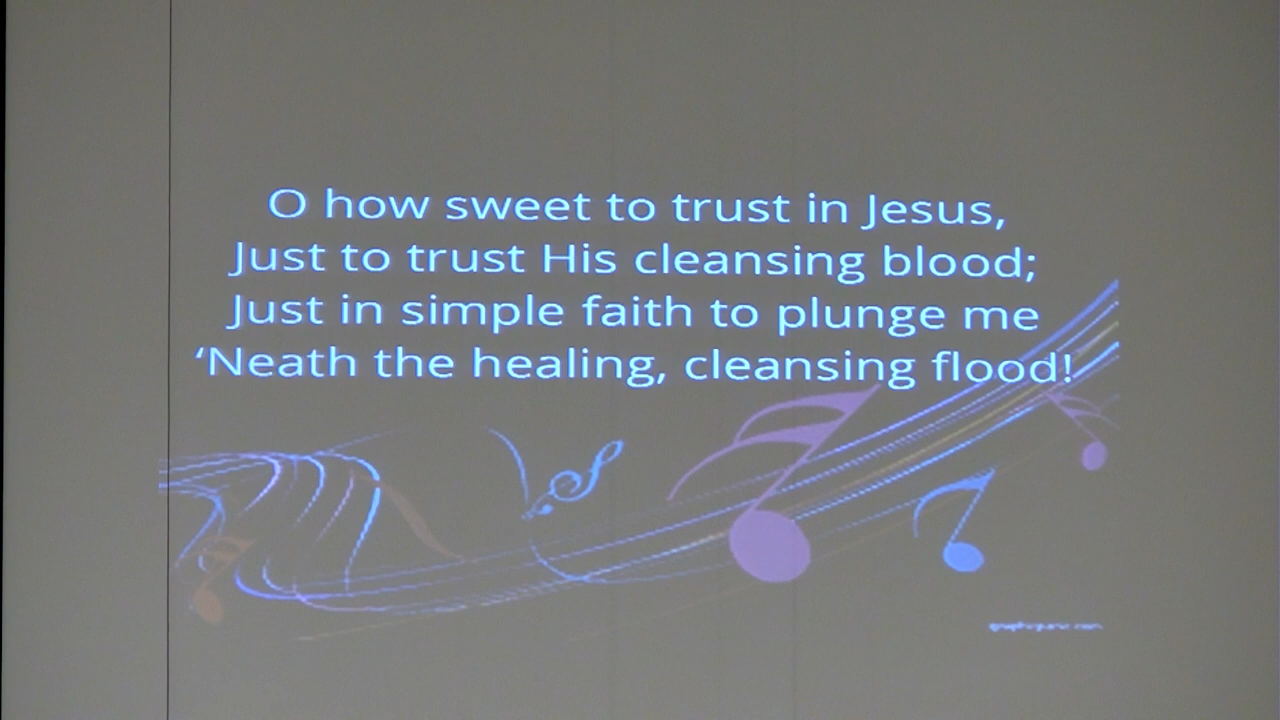 O how sweet to trust in Jesus,
Just to trust His cleansing blood;
Just in simple faith to plunge me
‘Neath the healing, cleansing flood!